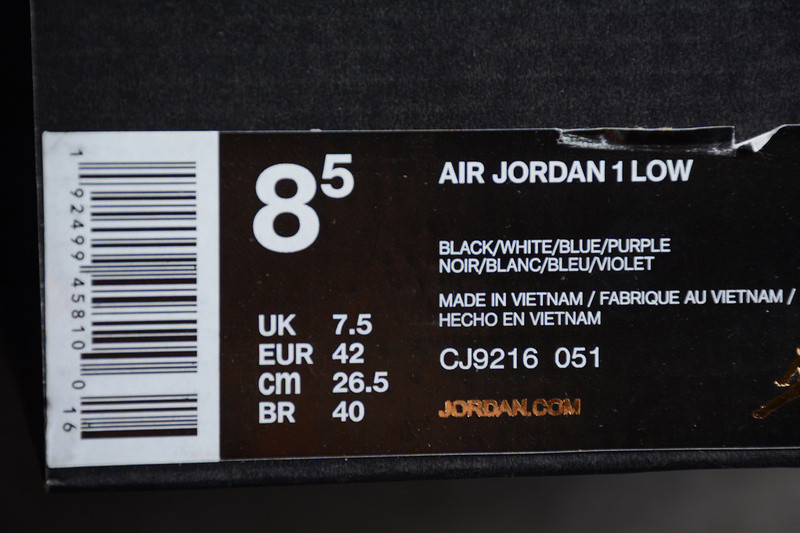 1 92499 45810 0 16
8⁵
UK 7.5
EUR 42
cm 26.5
BR 40
AIR JORDAN 1 LOW
BLACK/WHITE/BLUE/PURPLE
NOIR/BLANC/BLEU/VIOLET
MADE IN VIETNAM / FABRIQUE AU VIETNAM /
HECHO EN VIETNAM
CJ9216 051
JORDAN.COM